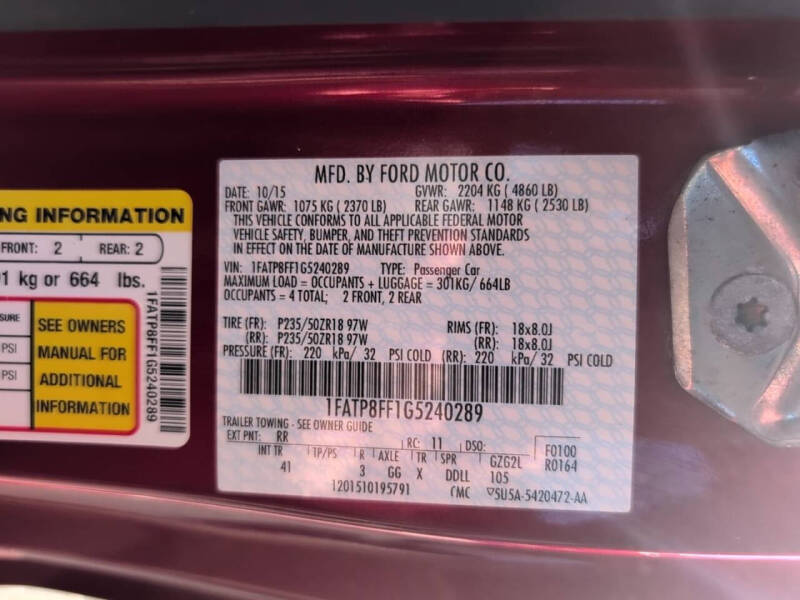 NG INFORMATION
FRONT: 2 REAR: 2
1 kg or 664 lbs.
SURE
PSI
PSI
SEE OWNERS
MANUAL FOR
ADDITIONAL
INFORMATION
1FATP8FF1G5240289
MFD. BY FORD MOTOR CO.
DATE: 10/15 GVWR: 2204 KG ( 4860 LB)
FRONT GAWR: 1075 KG ( 2370 LB) REAR GAWR: 1148 KG ( 2530 LB)
THIS VEHICLE CONFORMS TO ALL APPLICABLE FEDERAL MOTOR
VEHICLE SAFETY, BUMPER, AND THEFT PREVENTION STANDARDS
IN EFFECT ON THE DATE OF MANUFACTURE SHOWN ABOVE.
VIN: 1FATP8FF1G5240289 TYPE: Passenger Car
MAXIMUM LOAD = OCCUPANTS + LUGGAGE = 301KG/ 664LB
OCCUPANTS = 4 TOTAL; 2 FRONT, 2 REAR
TIRE (FR): P235/50ZR18 97W RIMS (FR): 18x8.0J
(RR): P235/50ZR18 97W (RR): 18x8.0J
PRESSURE (FR): 220 kPa/ 32 PSI COLD (RR): 220 kPa/ 32 PSI COLD
1FATP8FF1G5240289
TRAILER TOWING - SEE OWNER GUIDE
EXT PNT: RR RC: 11 DSO: F0100
INT TR TP/PS R AXLE TR SPR GZG2L R0164
41 3 GG X DDLL 105
1201510195791 CMC SU5A-5420472-AA